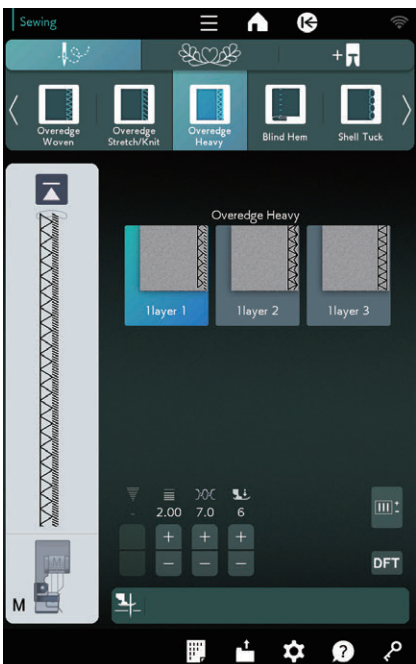 Sewing
Overedge
Woven
Overedge
Stretch/Knit
Overedge
Heavy
Blind Hem
Shell Tuck
Overedge Heavy
1layer 1
1layer 2
1layer 3
- 2.00 7.0 6
+ + +
− − −
DFT
M